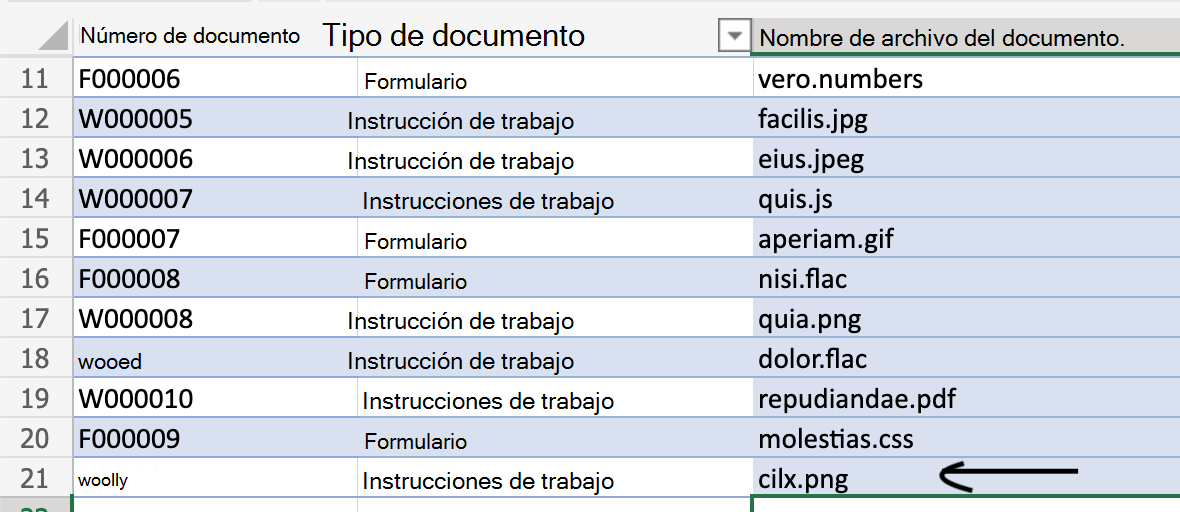 Número de documento Tipo de documento Nombre de archivo del documento.
11 F000006 Formulario vero.numbers
12 W000005 Instrucción de trabajo facilis.jpg
13 W000006 Instrucción de trabajo eius.jpeg
14 W000007 Instrucciones de trabajo quis.js
15 F000007 Formulario aperiam.gif
16 F000008 Formulario nisi.flac
17 W000008 Instrucción de trabajo quia.png
18 wooed Instrucción de trabajo dolor.flac
19 W000010 Instrucciones de trabajo repudiandae.pdf
20 F000009 Formulario molestias.css
21 woolly Instrucciones de trabajo cilx.png